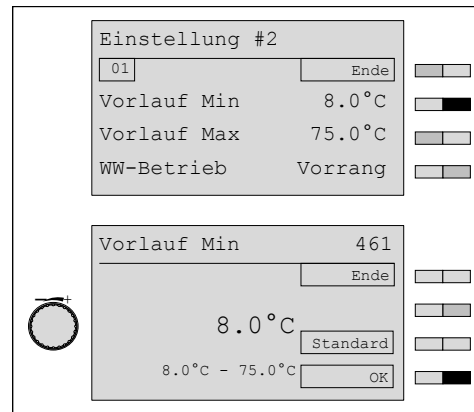 Einstellung #2
01 Ende
Vorlauf Min 8.0°C
Vorlauf Max 75.0°C
WW-Betrieb Vorrang
Vorlauf Min 461
Ende
8.0°C
Standard
8.0°C - 75.0°C OK
+